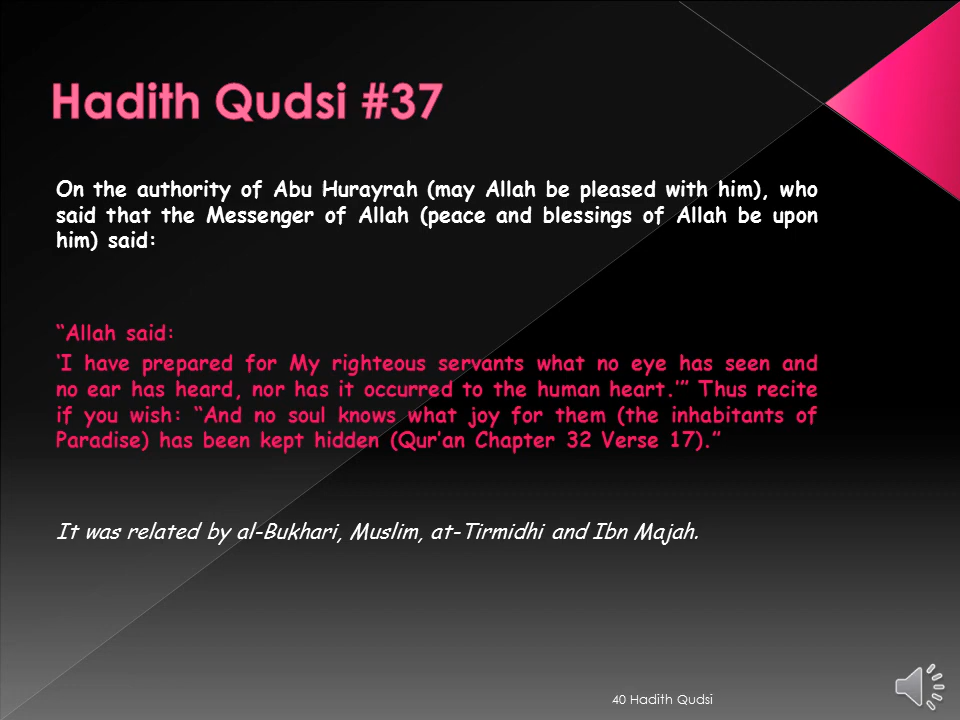 Hadith Qudsi #37
On the authority of Abu Hurayrah (may Allah be pleased with him), who
said that the Messenger of Allah (peace and blessings of Allah be upon
him) said:
“Allah said:
‘I have prepared for My righteous servants what no eye has seen and
no ear has heard, nor has it occurred to the human heart.’” Thus recite
if you wish: “And no soul knows what joy for them (the inhabitants of
Paradise) has been kept hidden (Qur’an Chapter 32 Verse 17).”
It was related by al-Bukhari, Muslim, at-Tirmidhi and Ibn Majah.
40 Hadith Qudsi